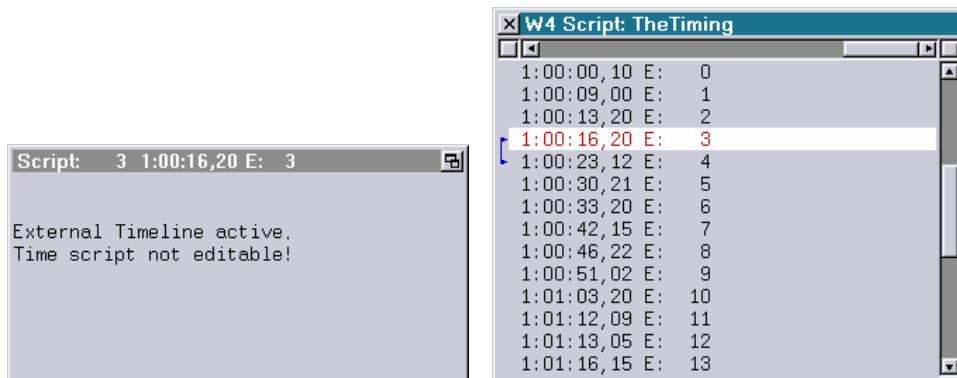 Script: 3 1:00:16,20 E: 3
External Timeline active,
Time script not editable!
W4 Script: TheTiming
1:00:00,10 E: 0
1:00:09,00 E: 1
1:00:13,20 E: 2
1:00:16,20 E: 3
1:00:23,12 E: 4
1:00:30,21 E: 5
1:00:33,20 E: 6
1:00:42,15 E: 7
1:00:46,22 E: 8
1:00:51,02 E: 9
1:01:03,20 E: 10
1:01:12,09 E: 11
1:01:13,05 E: 12
1:01:16,15 E: 13